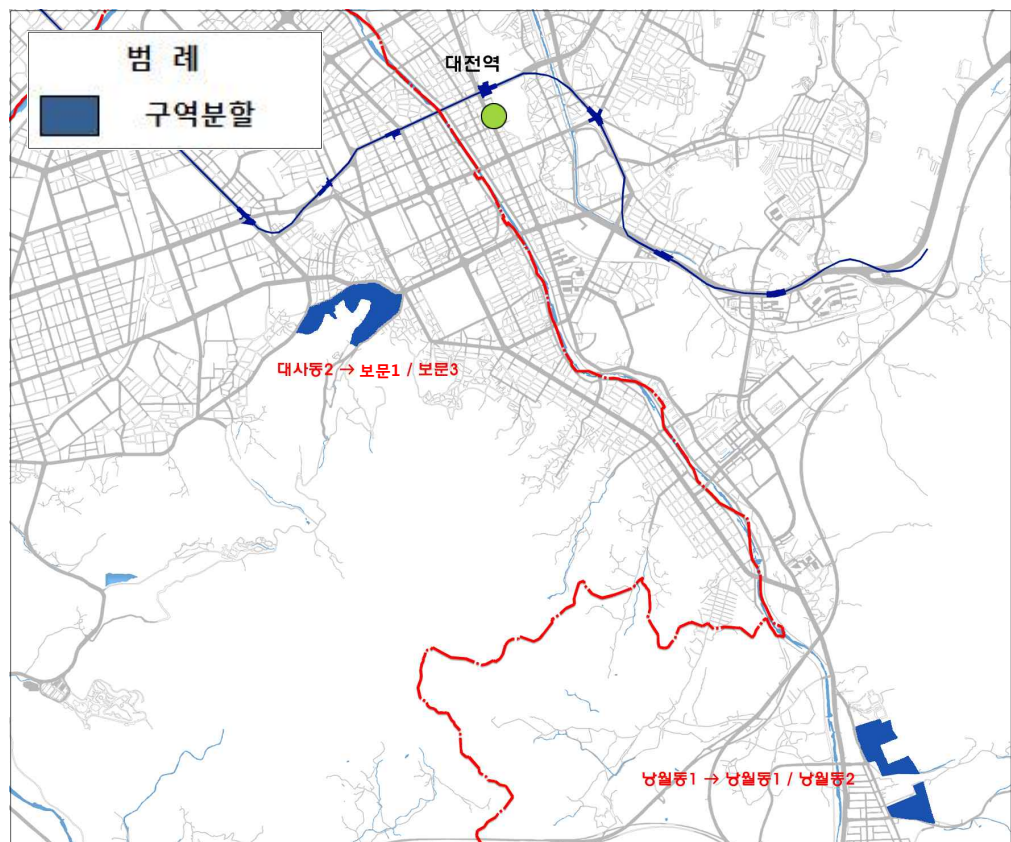 범 례
구역분할
대전역
대사동2 → 보문1 / 보문3
낭월동1 → 낭월동1 / 낭월동2